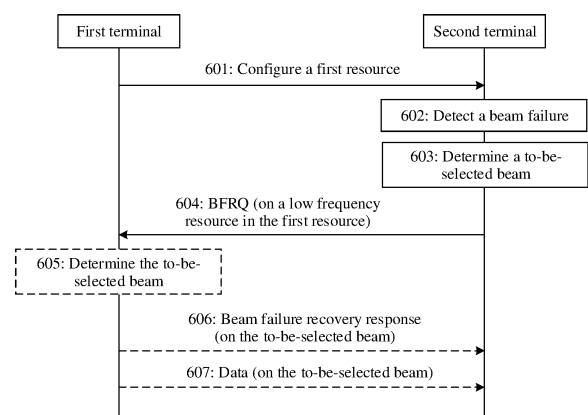 First terminal
Second terminal
601: Configure a first resource
602: Detect a beam failure
603: Determine a to-be-
selected beam
604: BFRQ (on a low frequency
resource in the first resource)
605: Determine the to-be-
selected beam
606: Beam failure recovery response
(on the to-be-selected beam)
607: Data (on the to-be-selected beam)